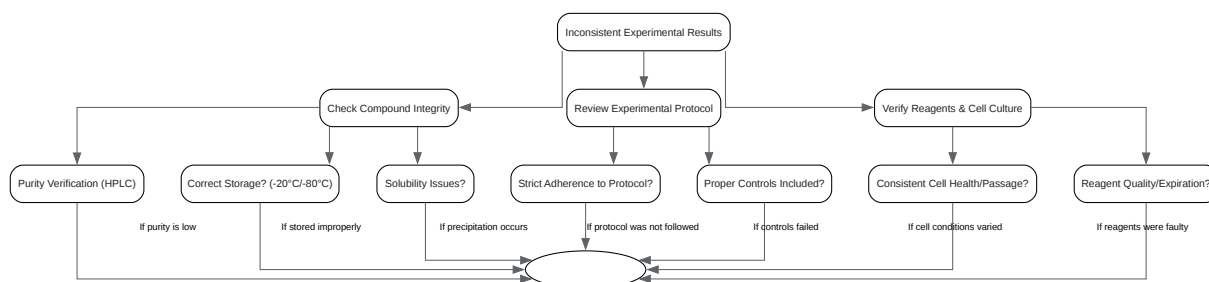 Inconsistent Experimental Results
Check Compound Integrity
Review Experimental Protocol
Verify Reagents & Cell Culture
Purity Verification (HPLC)
Correct Storage? (-20°C/-80°C)
Solubility Issues?
Strict Adherence to Protocol?
Proper Controls Included?
Consistent Cell Health/Passage?
Reagent Quality/Expiration?
If purity is low
If stored improperly
If precipitation occurs
If protocol was not followed
If controls failed
If cell conditions varied
If reagents were faulty